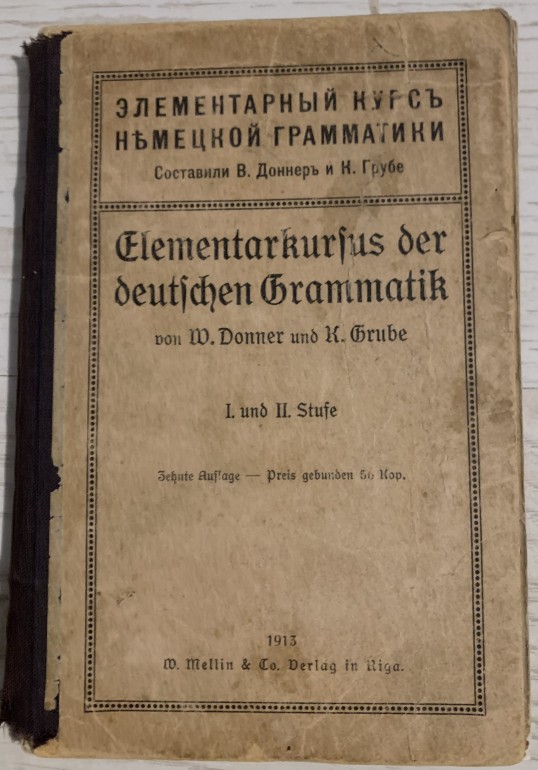 ЭЛЕМЕНТАРНЫЙ КУРСЪ
НѢМЕЦКОЙ ГРАММАТИКИ
Составили В. Доннеръ и К. Грубе
Elementarkurſus der
deutſchen Grammatik
von W. Donner und K. Grube
I. und II. Stufe
Zehnte Auflage — Preis gebunden Kop.
1913
W. Mellin & Co. Verlag in Riga.